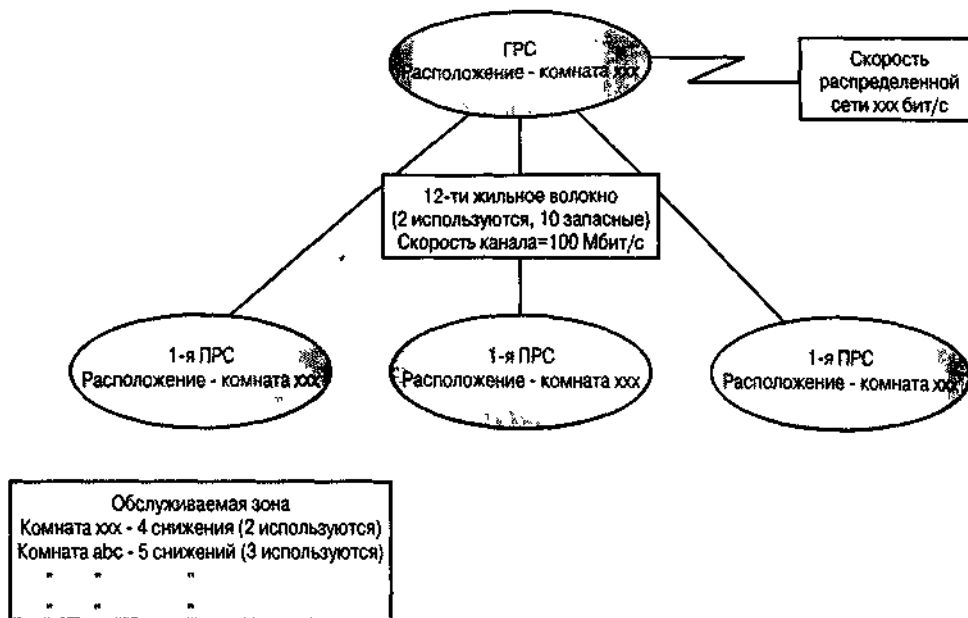 ГРС
Расположение - комната xxx
Скорость
распределенной
сети xxx бит/с
12-ти жильное волокно
(2 используются, 10 запасные)
Скорость канала=100 Мбит/с
1-я ПРС
Расположение - комната xxx
1-я ПРС
Расположение - комната xxx
1-я ПРС
Расположение - комната xxx
Обслуживаемая зона
Комната xxx - 4 снижения (2 используются)
Комната abc - 5 снижений (3 используются)
" " "
" " "